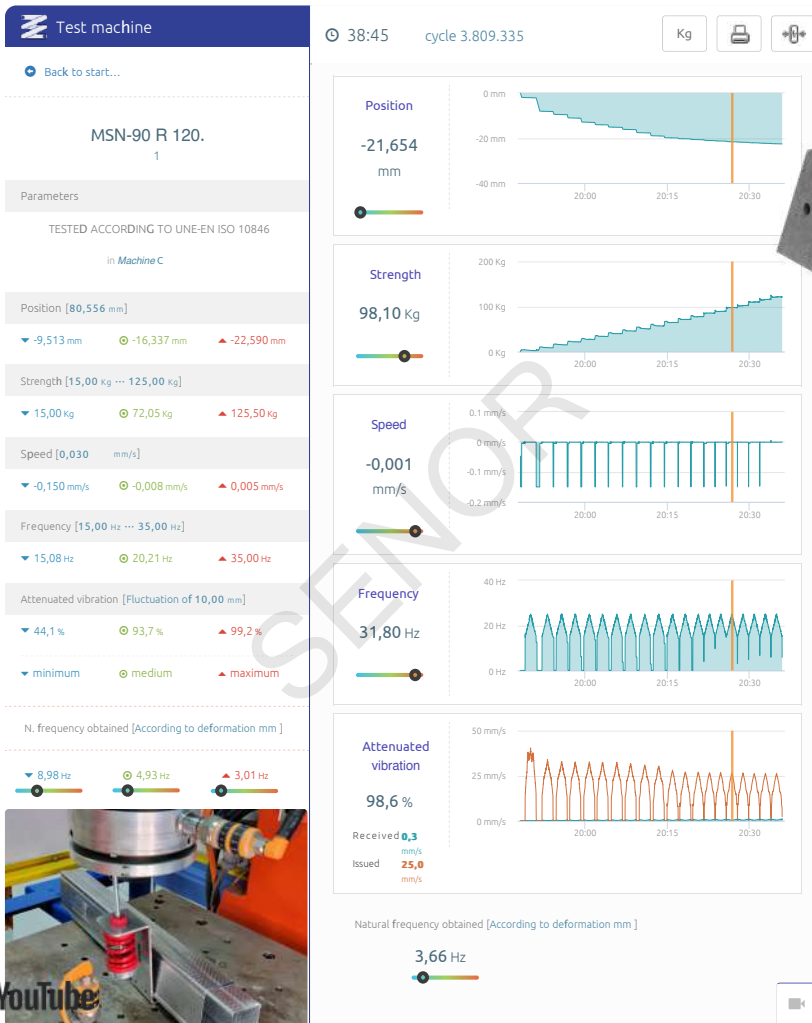 Test machine
Back to start...
MSN-90 R 120.
1
Parameters
TESTED ACCORDING TO UNE-EN ISO 10846
in Machine C
Position [80,556 mm]
-9,513 mm -16,337 mm -22,590 mm
Strength [15,00 Kg ··· 125,00 Kg]
15,00 Kg 72,05 Kg 125,50 Kg
Speed [0,030 mm/s]
-0,150 mm/s -0,008 mm/s 0,005 mm/s
Frequency [15,00 Hz ··· 35,00 Hz]
15,08 Hz 20,21 Hz 35,00 Hz
Attenuated vibration [Fluctuation of 10,00 mm]
44,1 % 93,7 % 99,2 %
minimum medium maximum
N. frequency obtained [According to deformation mm ]
8,98 Hz 4,93 Hz 3,01 Hz
YouTube
38:45 cycle 3.809.335 Kg
Position
-21,654
mm
0 mm
-20 mm
-40 mm
20:00 20:15 20:30
Strength
98,10 Kg
200 Kg
100 Kg
0 Kg
20:00 20:15 20:30
Speed
-0,001
mm/s
0.1 mm/s
0 mm/s
-0.1 mm/s
-0.2 mm/s
20:00 20:15 20:30
Frequency
31,80 Hz
40 Hz
20 Hz
0 Hz
20:00 20:15 20:30
Attenuated
vibration
98,6 %
Received 0,3
mm/s
Issued 25,0
mm/s
50 mm/s
25 mm/s
0 mm/s
20:00 20:15 20:30
Natural frequency obtained [According to deformation mm ]
3,66 Hz
SENOR